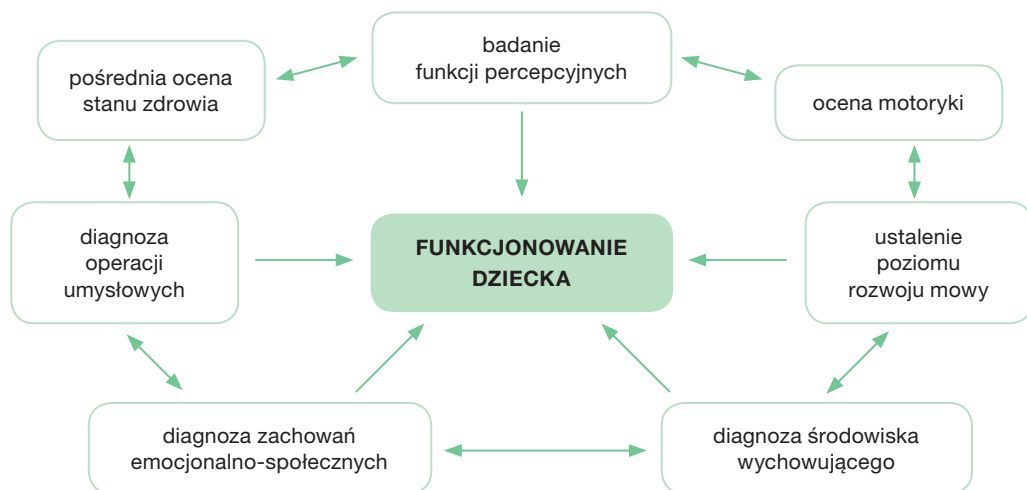 badanie
funkcji percepcyjnych
pośrednia ocena
stanu zdrowia
ocena motoryki
diagnoza
operacji
umysłowych
FUNKCJONOWANIE
DZIECKA
ustalenie
poziomu
rozwoju mowy
diagnoza zachowań
emocjonalno-społecznych
diagnoza środowiska
wychowującego